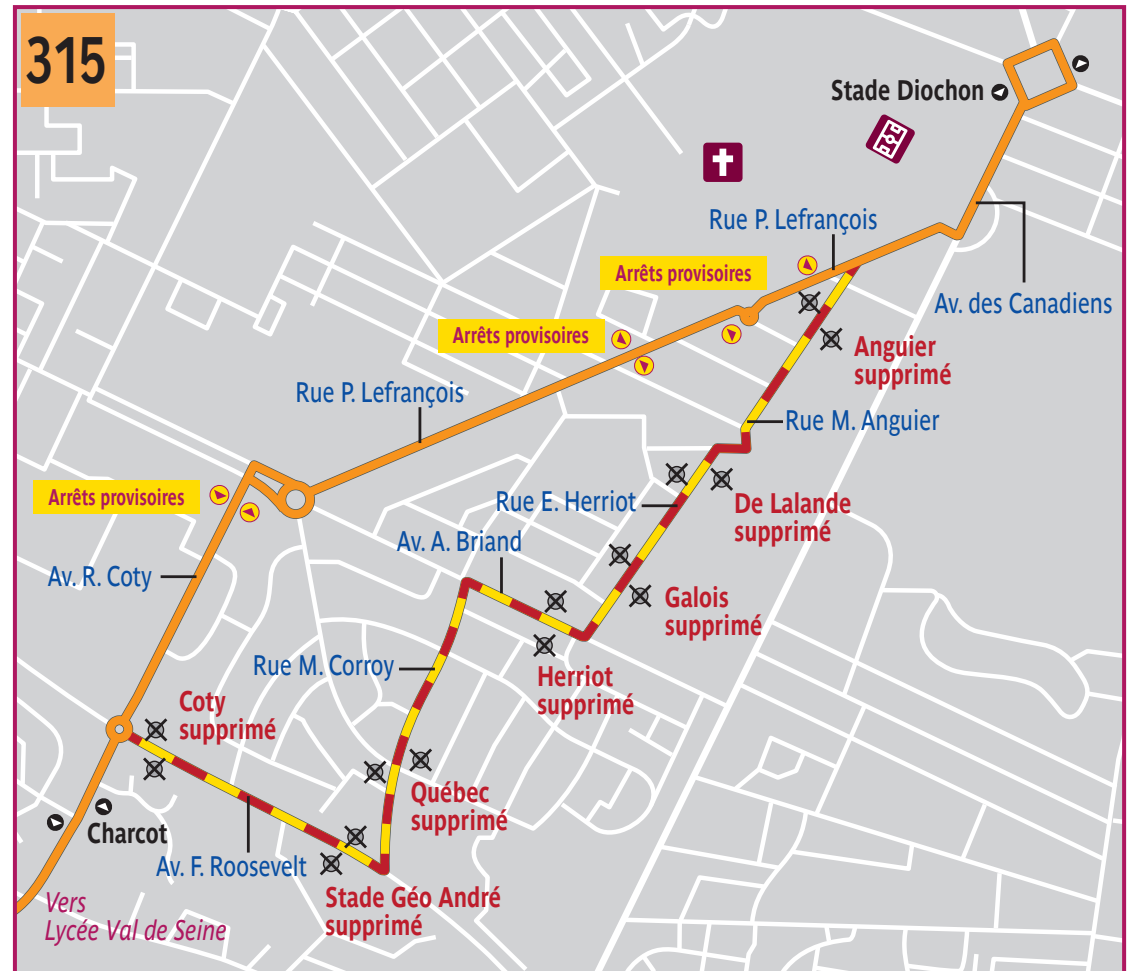 315
Stade Diochon
Rue P. Lefrançois
Arrêts provisoires
Av. des Canadiens
Arrêts provisoires
Anguier
supprimé
Rue P. Lefrançois
Rue M. Anguier
Arrêts provisoires
Rue E. Herriot
De Lalande
supprimé
Av. A. Briand
Av. R. Coty
Galois
supprimé
Rue M. Corroy
Herriot
supprimé
Coty
supprimé
Québec
supprimé
Charcot
Av. F. Roosevelt
Stade Géo André
supprimé
Vers
Lycée Val de Seine